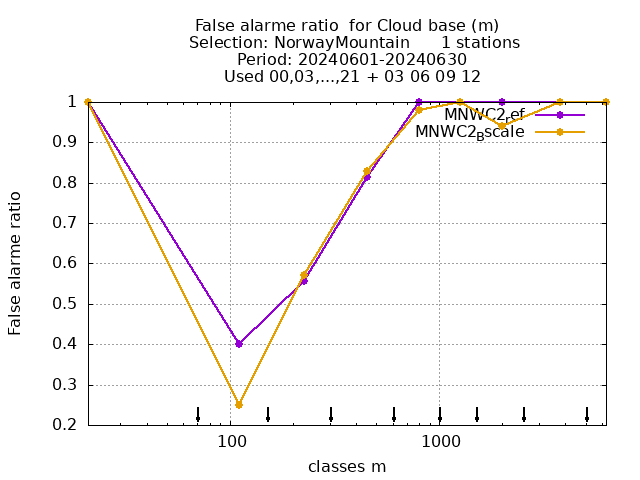 False alarme ratio  for Cloud base (m)
Selection: NorwayMountain      1 stations
Period: 20240601-20240630
Used 00,03,...,21 + 03 06 09 12
False alarme ratio
1
0.9
0.8
0.7
0.6
0.5
0.4
0.3
0.2
MNWC2ref
MNWC2Bscale
100
1000
classes m